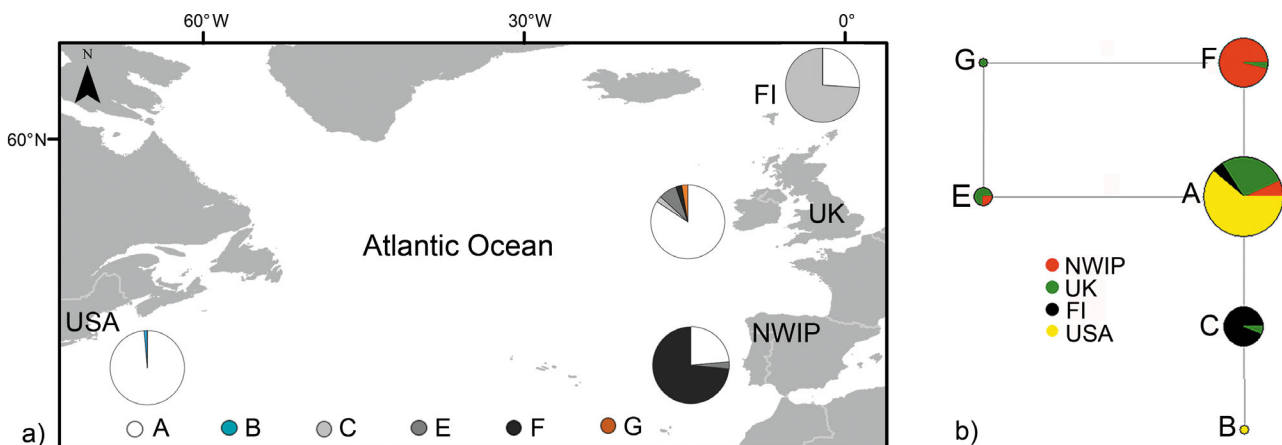 60°W 30°W 0°
N
60°N
FI
UK
Atlantic Ocean
USA
NWIP
a) A B C E F G
G F
E A
NWIP
UK
FI
USA
C
B
b)